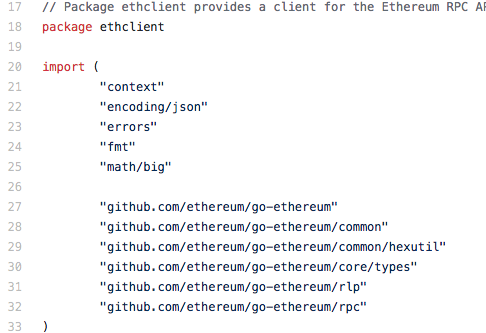 17 // Package ethclient provides a client for the Ethereum RPC
18 package ethclient
19
20 import (
21 "context"
22 "encoding/json"
23 "errors"
24 "fmt"
25 "math/big"
26
27 "github.com/ethereum/go-ethereum"
28 "github.com/ethereum/go-ethereum/common"
29 "github.com/ethereum/go-ethereum/common/hexutil"
30 "github.com/ethereum/go-ethereum/core/types"
31 "github.com/ethereum/go-ethereum/rlp"
32 "github.com/ethereum/go-ethereum/rpc"
33 )